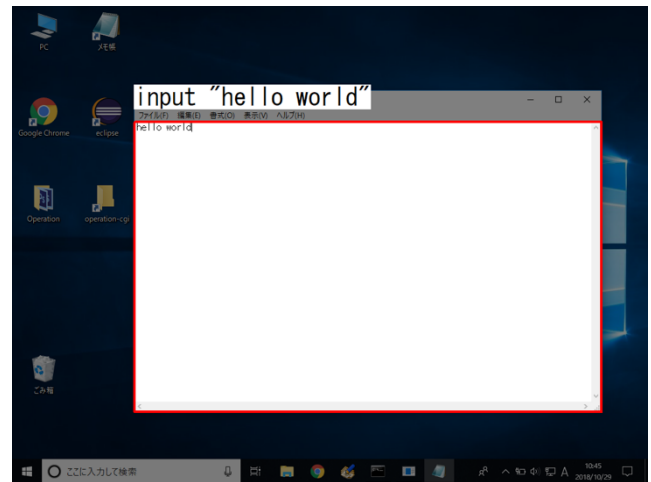 PC
メモ帳
input "hello world"
ファイル(F) 編集(E) 書式(O) 表示(V) ヘルプ(H)
hello world
Google Chrome
eclipse
Operation
operation-cgi
ごみ箱
ここに入力して検索
A
10:45
2018/10/29